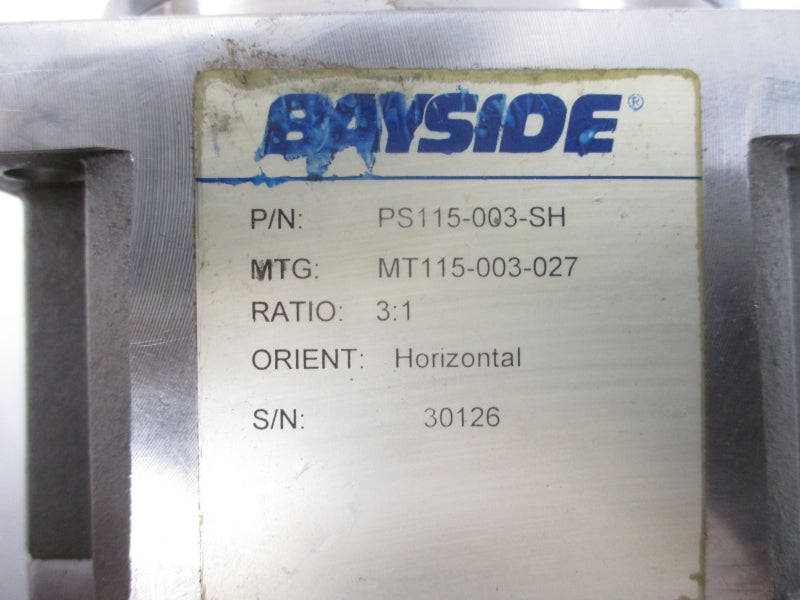 BAYSIDE®
P/N: PS115-003-SH
MTG: MT115-003-027
RATIO: 3:1
ORIENT: Horizontal
S/N: 30126